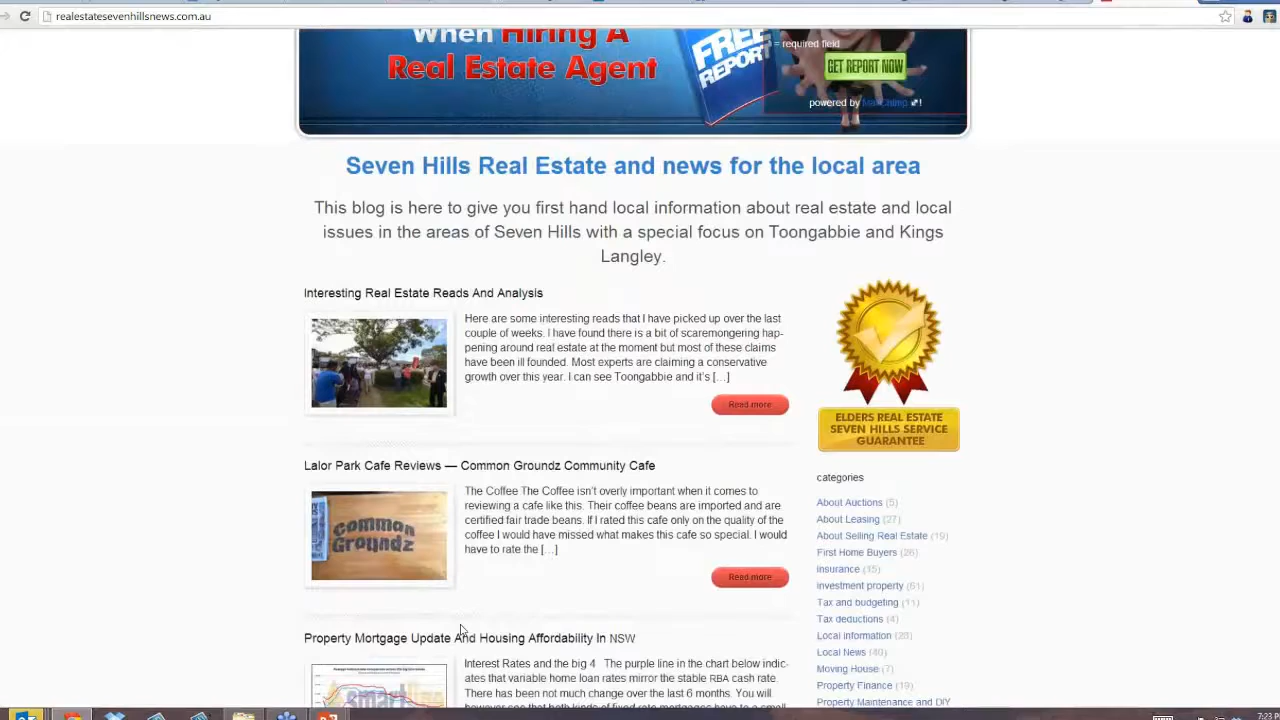 realestatesevenhillsnews.com.au
When Hiring A
Real Estate Agent
FREE
REPORT
= required field
GET REPORT NOW
powered by MailChimp !
Seven Hills Real Estate and news for the local area
This blog is here to give you first hand local information about real estate and local
issues in the areas of Seven Hills with a special focus on Toongabbie and Kings
Langley.
Interesting Real Estate Reads And Analysis
Here are some interesting reads that I have picked up over the last
couple of weeks. I have found there is a bit of scaremongering hap-
pening around real estate at the moment but most of these claims
have been ill founded. Most experts are claiming a conservative
growth over this year. I can see Toongabbie and it's [...]
Read more
Lalor Park Cafe Reviews — Common Groundz Community Cafe
Common
Groundz
The Coffee The Coffee isn't overly important when it comes to
reviewing a cafe like this. Their coffee beans are imported and are
certified fair trade beans. If I rated this cafe only on the quality of the
coffee I would have missed what makes this cafe so special. I would
have to rate the [...]
Read more
Property Mortgage Update And Housing Affordability In NSW
Interest Rates and the big 4 The purple line in the chart below indic-
ates that variable home loan rates mirror the stable RBA cash rate.
There has been not much change over the last 6 months. You will
however see that both kinds of fixed rate mortgages have to a small
ELDERS REAL ESTATE
SEVEN HILLS SERVICE
GUARANTEE
categories
About Auctions (5)
About Leasing (27)
About Selling Real Estate (19)
First Home Buyers (26)
insurance (15)
investment property (61)
Tax and budgeting (11)
Tax deductions (4)
Local information (28)
Local News (49)
Moving House (7)
Property Finance (19)
Property Maintenance and DIY